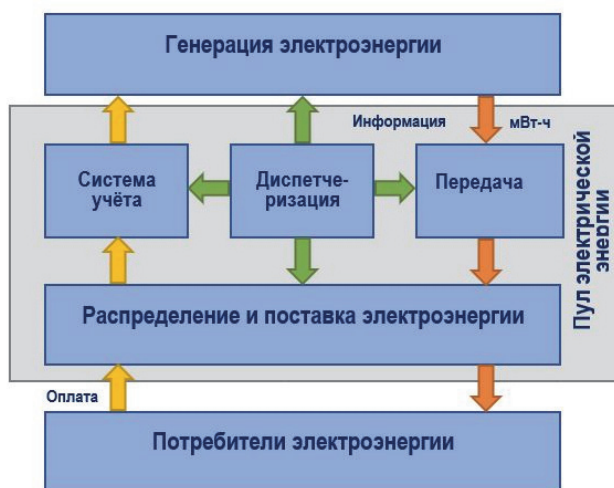 Генерация электроэнергии
Информация
мВт-ч
Система
учёта
Диспетче-
ризация
Передача
Пул электрической
энергии
Распределение и поставка электроэнергии
Оплата
Потребители электроэнергии